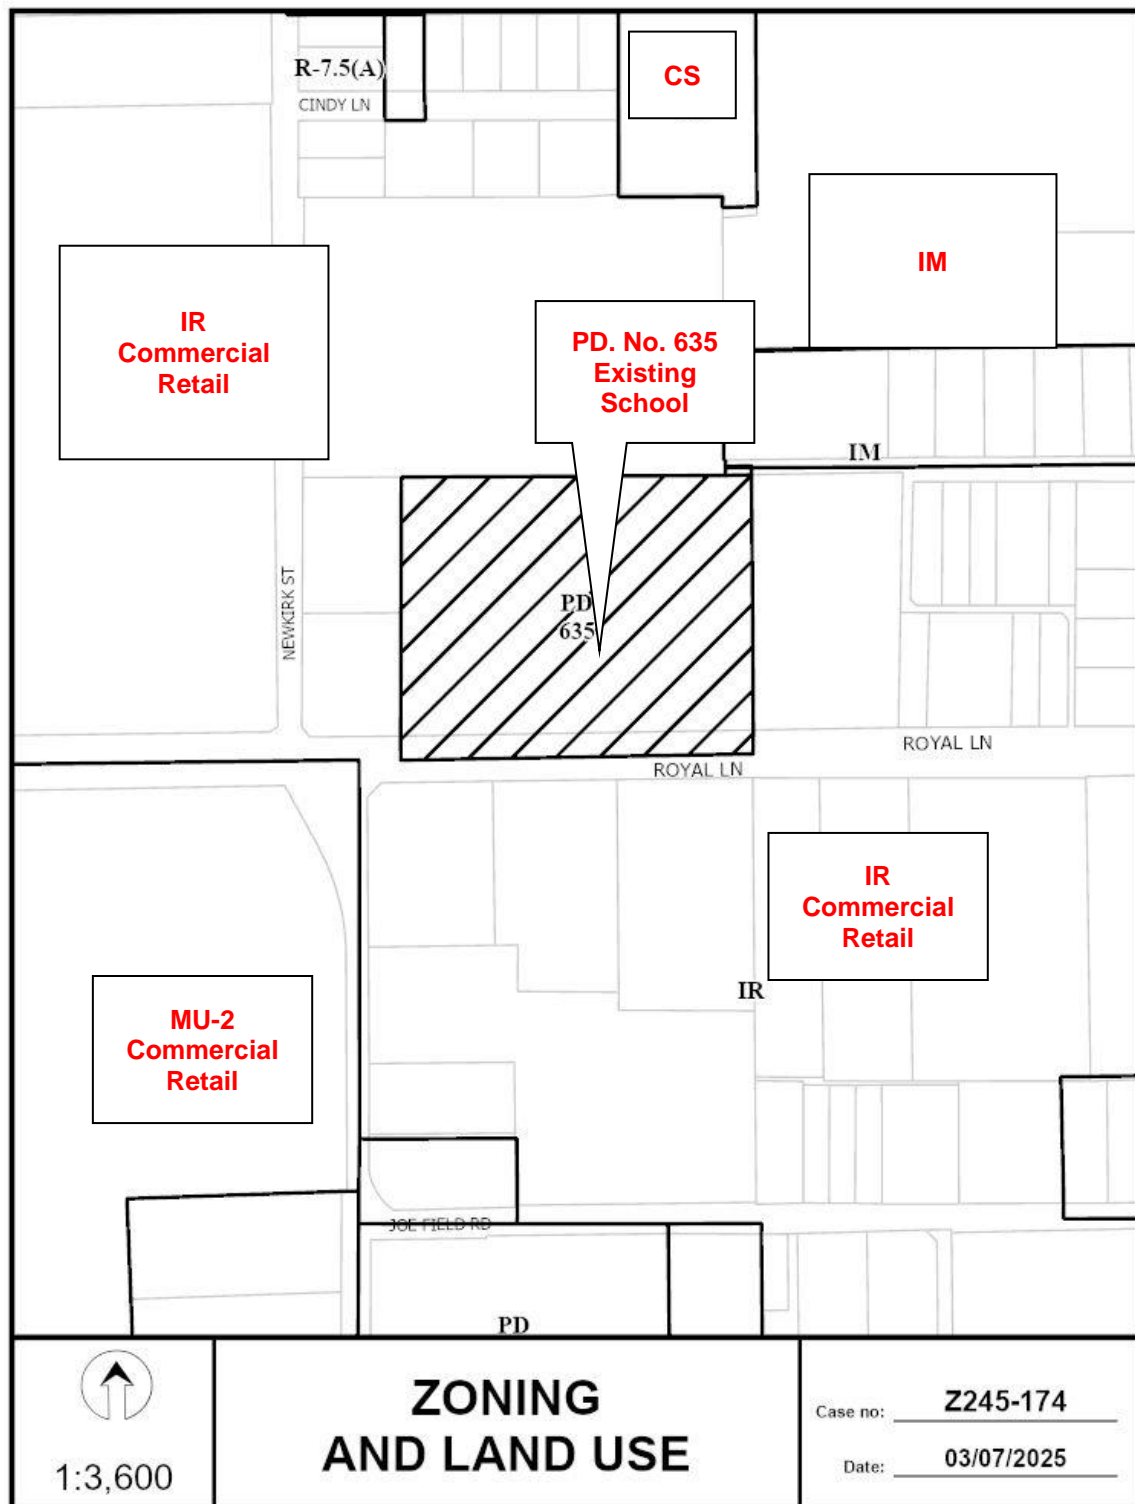 R-7.5(A)
CINDY LN
CS
IR
Commercial
Retail
IM
PD. No. 635
Existing
School
IM
NEWKIRK ST
PD
635
ROYAL LN
ROYAL LN
IR
Commercial
Retail
IR
MU-2
Commercial
Retail
JOE FIELD RD
PD
1:3,600
ZONING
AND LAND USE
Case no: Z245-174
Date: 03/07/2025